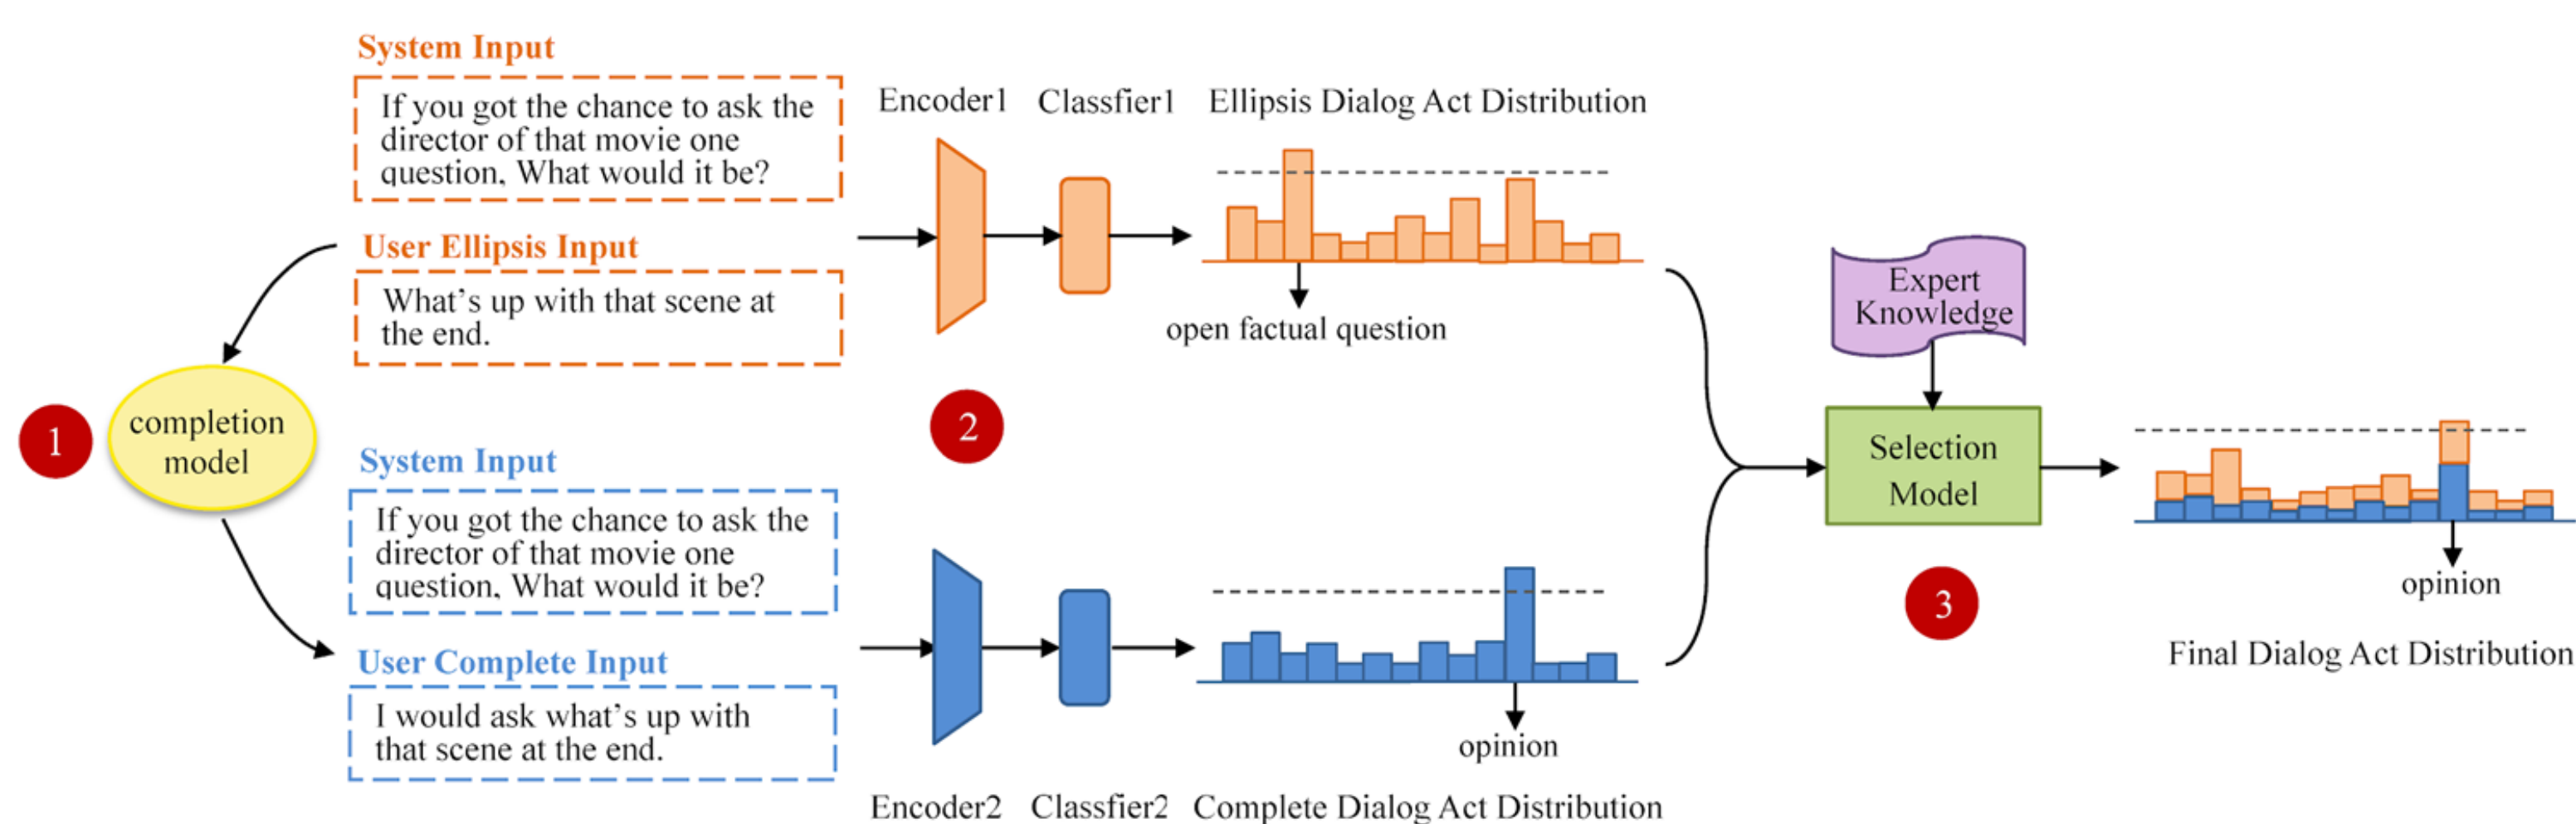 System Input
If you got the chance to ask the
director of that movie one
question, What would it be?
User Ellipsis Input
What's up with that scene at
the end.
1
completion
model
System Input
If you got the chance to ask the
director of that movie one
question, What would it be?
User Complete Input
I would ask what's up with
that scene at the end.
Encoder1
Classfier1
Ellipsis Dialog Act Distribution
open factual question
2
opinion
Encoder2
Classfier2
Complete Dialog Act Distribution
Expert
Knowledge
Selection
Model
3
opinion
Final Dialog Act Distribution